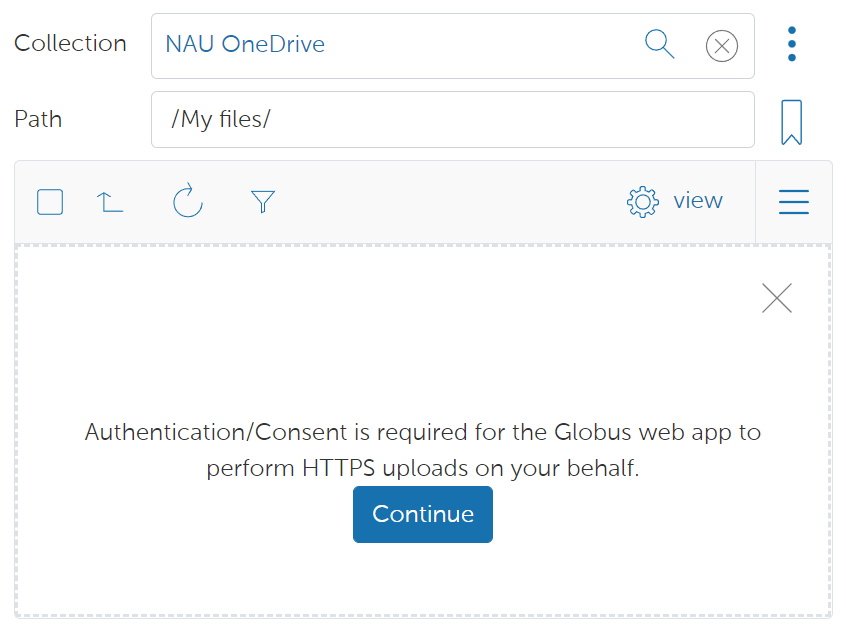 Collection
NAU OneDrive
Path
/My files/
view
Authentication/Consent is required for the Globus web app to
perform HTTPS uploads on your behalf.
Continue